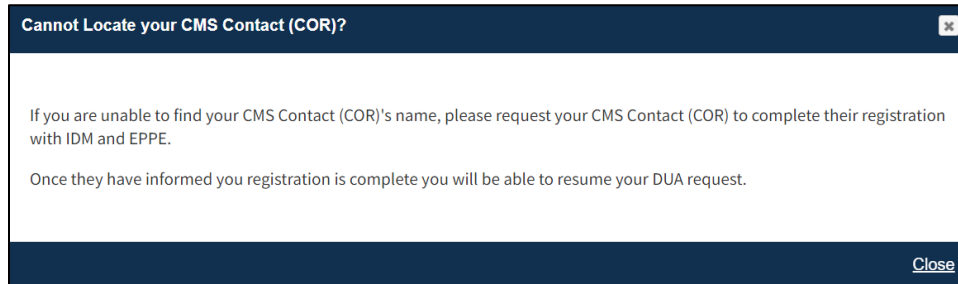 Cannot Locate your CMS Contact (COR)?
If you are unable to find your CMS Contact (COR)'s name, please request your CMS Contact (COR) to complete their registration
with IDM and EPPE.
Once they have informed you registration is complete you will be able to resume your DUA request.
Close